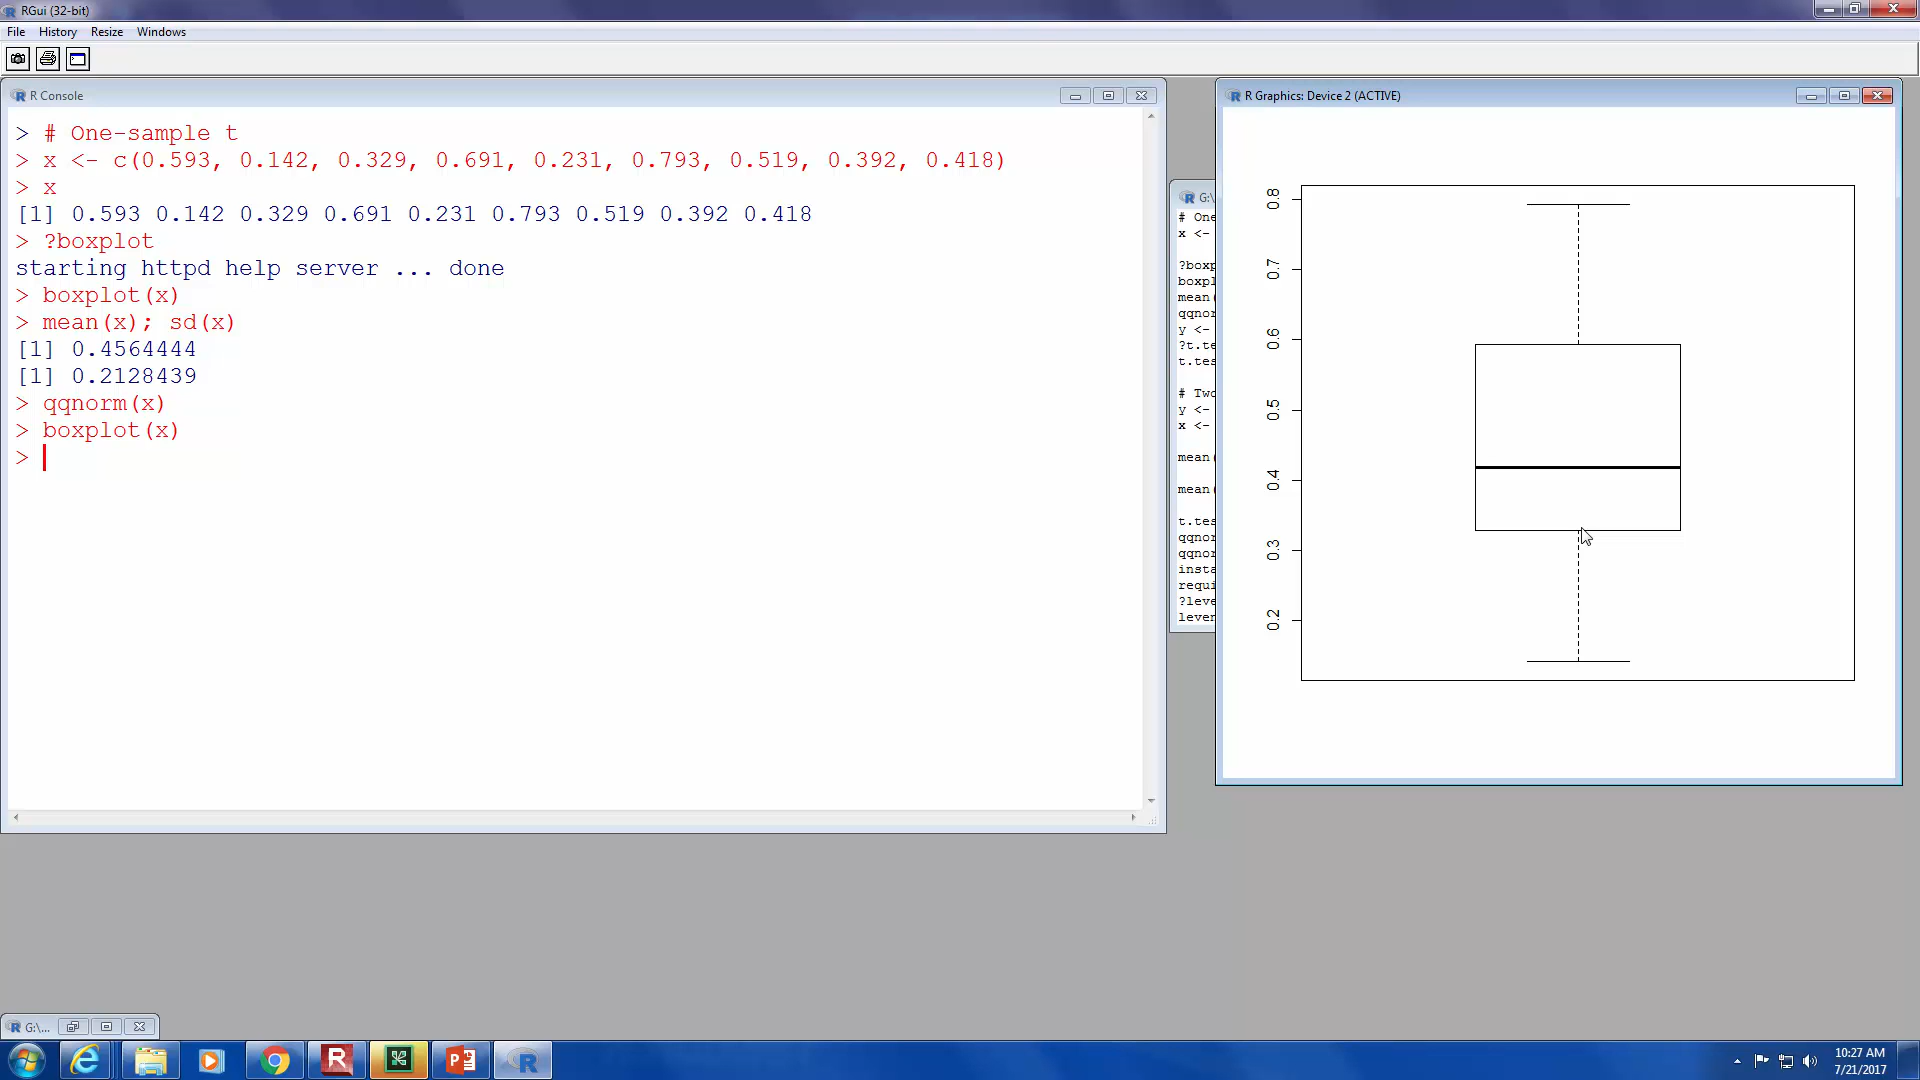 RGui (32-bit)
File History Resize Windows
R Console
> # One-sample t
> x <- c(0.593, 0.142, 0.329, 0.691, 0.231, 0.793, 0.519, 0.392, 0.418)
> x
[1] 0.593 0.142 0.329 0.691 0.231 0.793 0.519 0.392 0.418
> ?boxplot
starting httpd help server ... done
> boxplot(x)
> mean(x); sd(x)
[1] 0.4564444
[1] 0.2128439
> qqnorm(x)
> boxplot(x)
>
G:\
# One
x <-
?boxp
boxpl
mean(
qqnor
y <-
?t.te
t.tes
# Two
y <-
x <-
mean(
mean(
t.tes
qqnor
qqnor
insta
requi
?leve
leven
R Graphics: Device 2 (ACTIVE)
0.8
0.7
0.6
0.5
0.4
0.3
0.2
G:\...
10:27 AM
7/21/2017